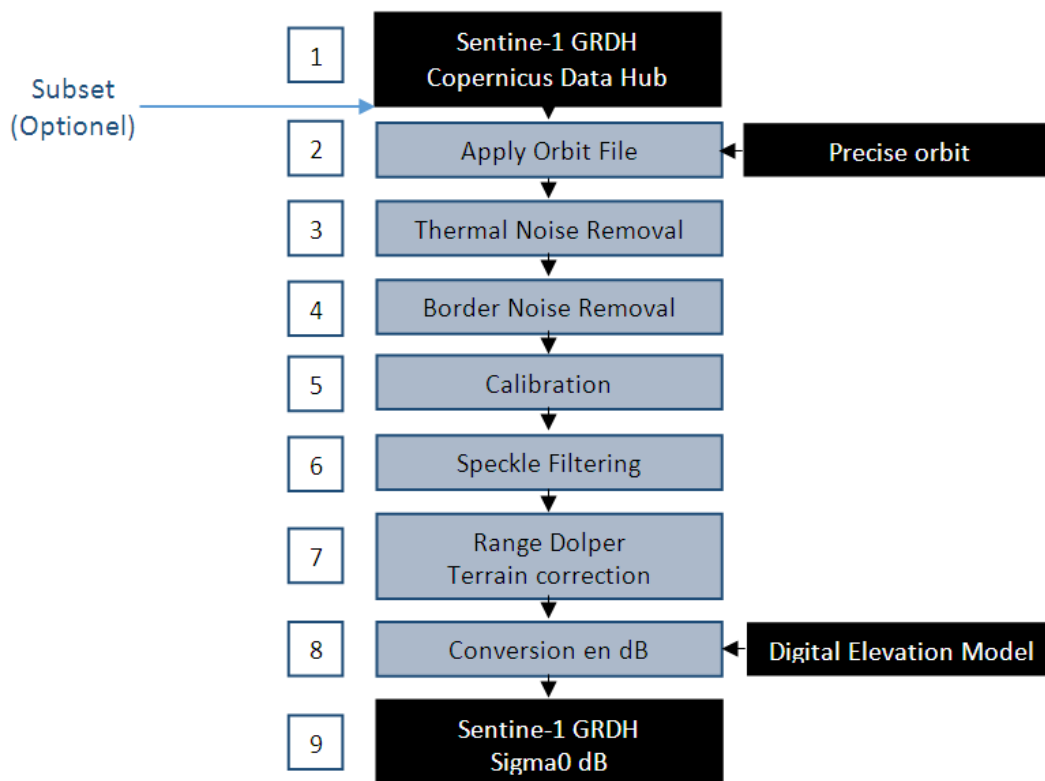 1
Sentine-1 GRDH
Copernicus Data Hub
Subset
(Optionel)
2
Apply Orbit File
Precise orbit
3
Thermal Noise Removal
4
Border Noise Removal
5
Calibration
6
Speckle Filtering
7
Range Dolper
Terrain correction
8
Conversion en dB
Digital Elevation Model
9
Sentine-1 GRDH
Sigma0 dB